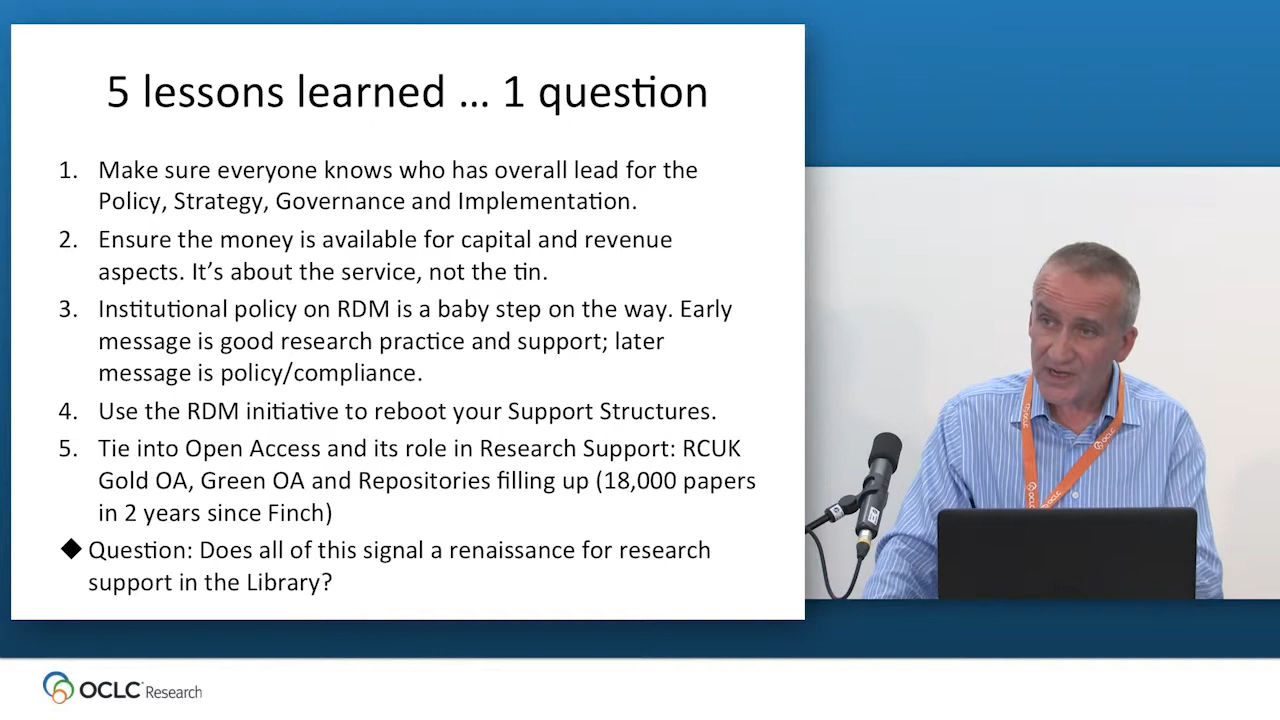 5 lessons learned … 1 question
1. Make sure everyone knows who has overall lead for the
Policy, Strategy, Governance and Implementation.
2. Ensure the money is available for capital and revenue
aspects. It’s about the service, not the tin.
3. Institutional policy on RDM is a baby step on the way. Early
message is good research practice and support; later
message is policy/compliance.
4. Use the RDM initiative to reboot your Support Structures.
5. Tie into Open Access and its role in Research Support: RCUK
Gold OA, Green OA and Repositories filling up (18,000 papers
in 2 years since Finch)
◆ Question: Does all of this signal a renaissance for research
support in the Library?
OCLC
OCLC
OCLC
OCLC Research